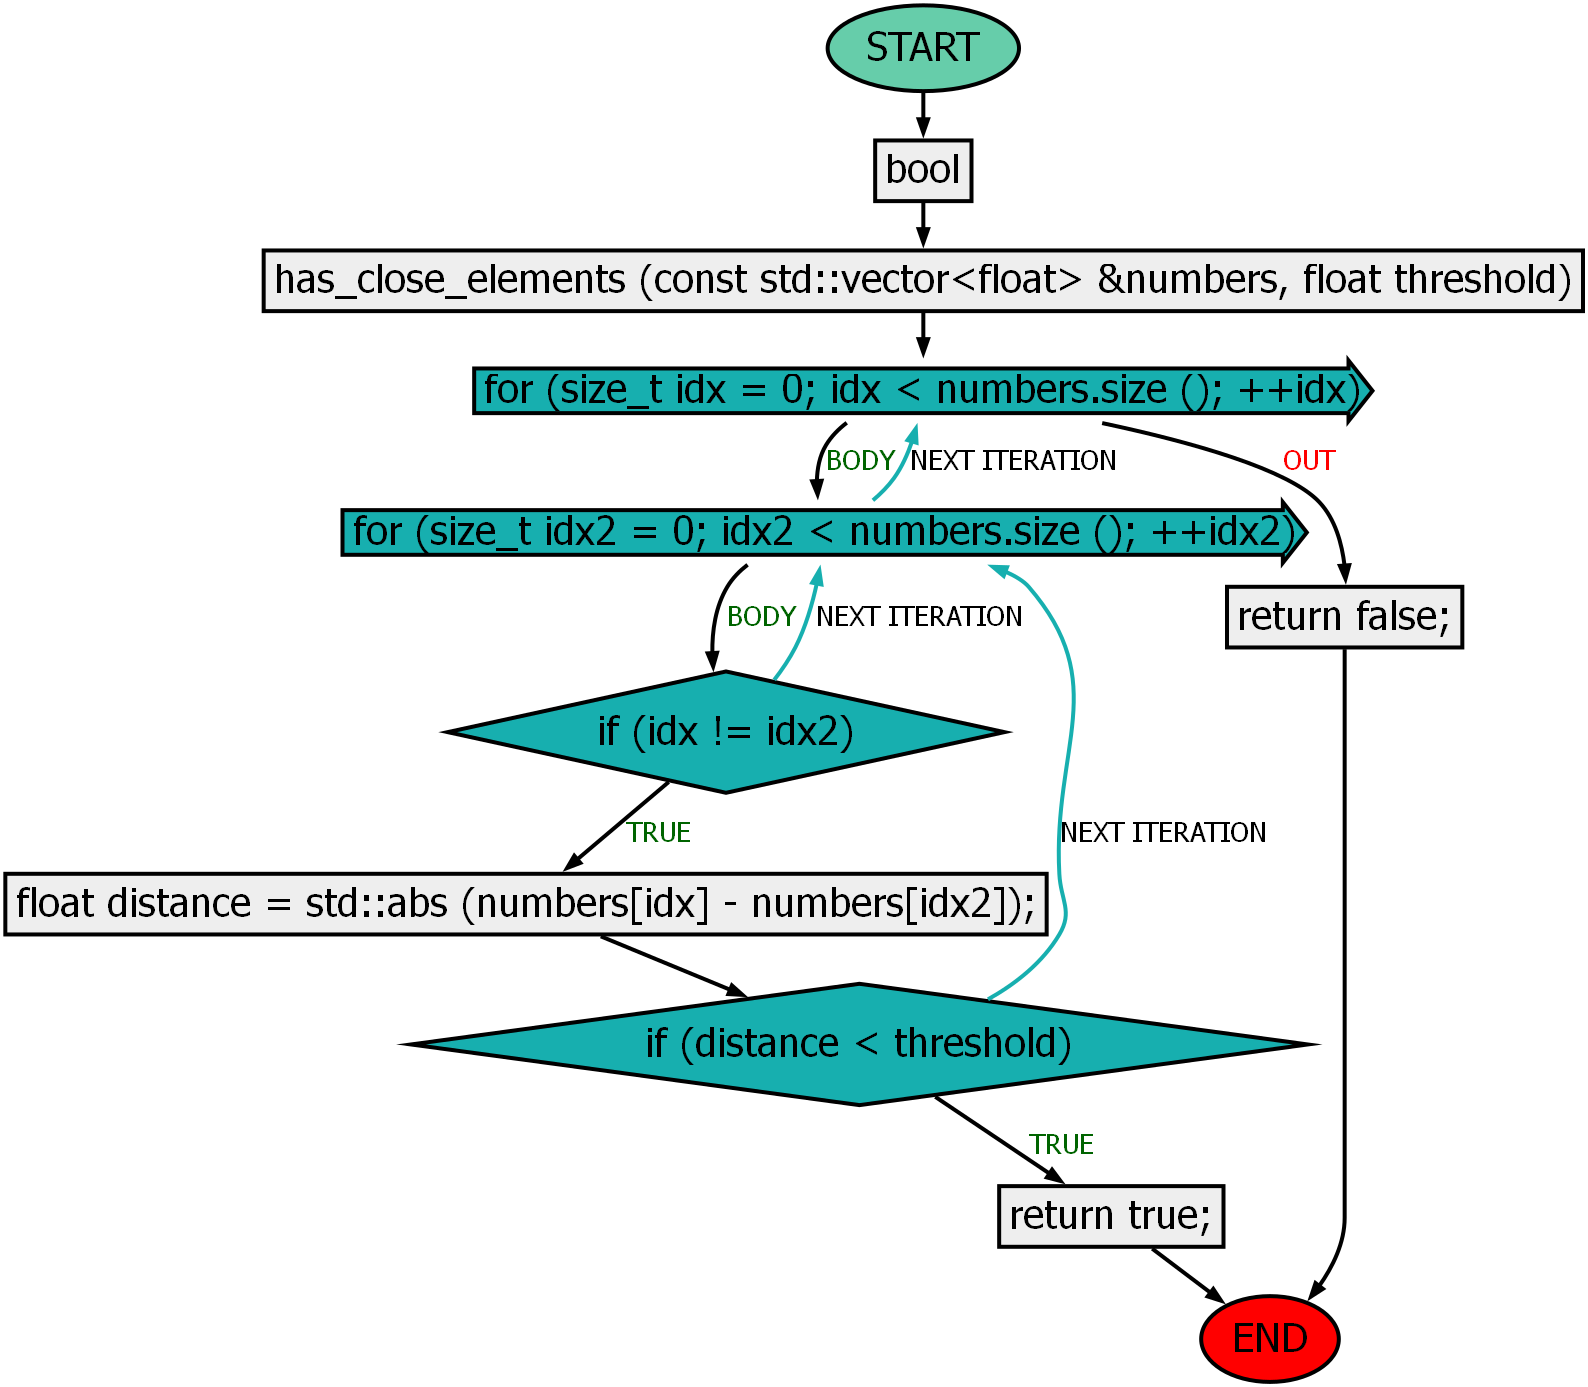 START
bool
has_close_elements (const std::vector<float> &numbers, float threshold)
for (size_t idx = 0; idx < numbers.size (); ++idx)
BODY
NEXT ITERATION
OUT
for (size_t idx2 = 0; idx2 < numbers.size (); ++idx2)
BODY
NEXT ITERATION
return false;
if (idx != idx2)
TRUE
NEXT ITERATION
float distance = std::abs (numbers[idx] - numbers[idx2]);
if (distance < threshold)
TRUE
return true;
END